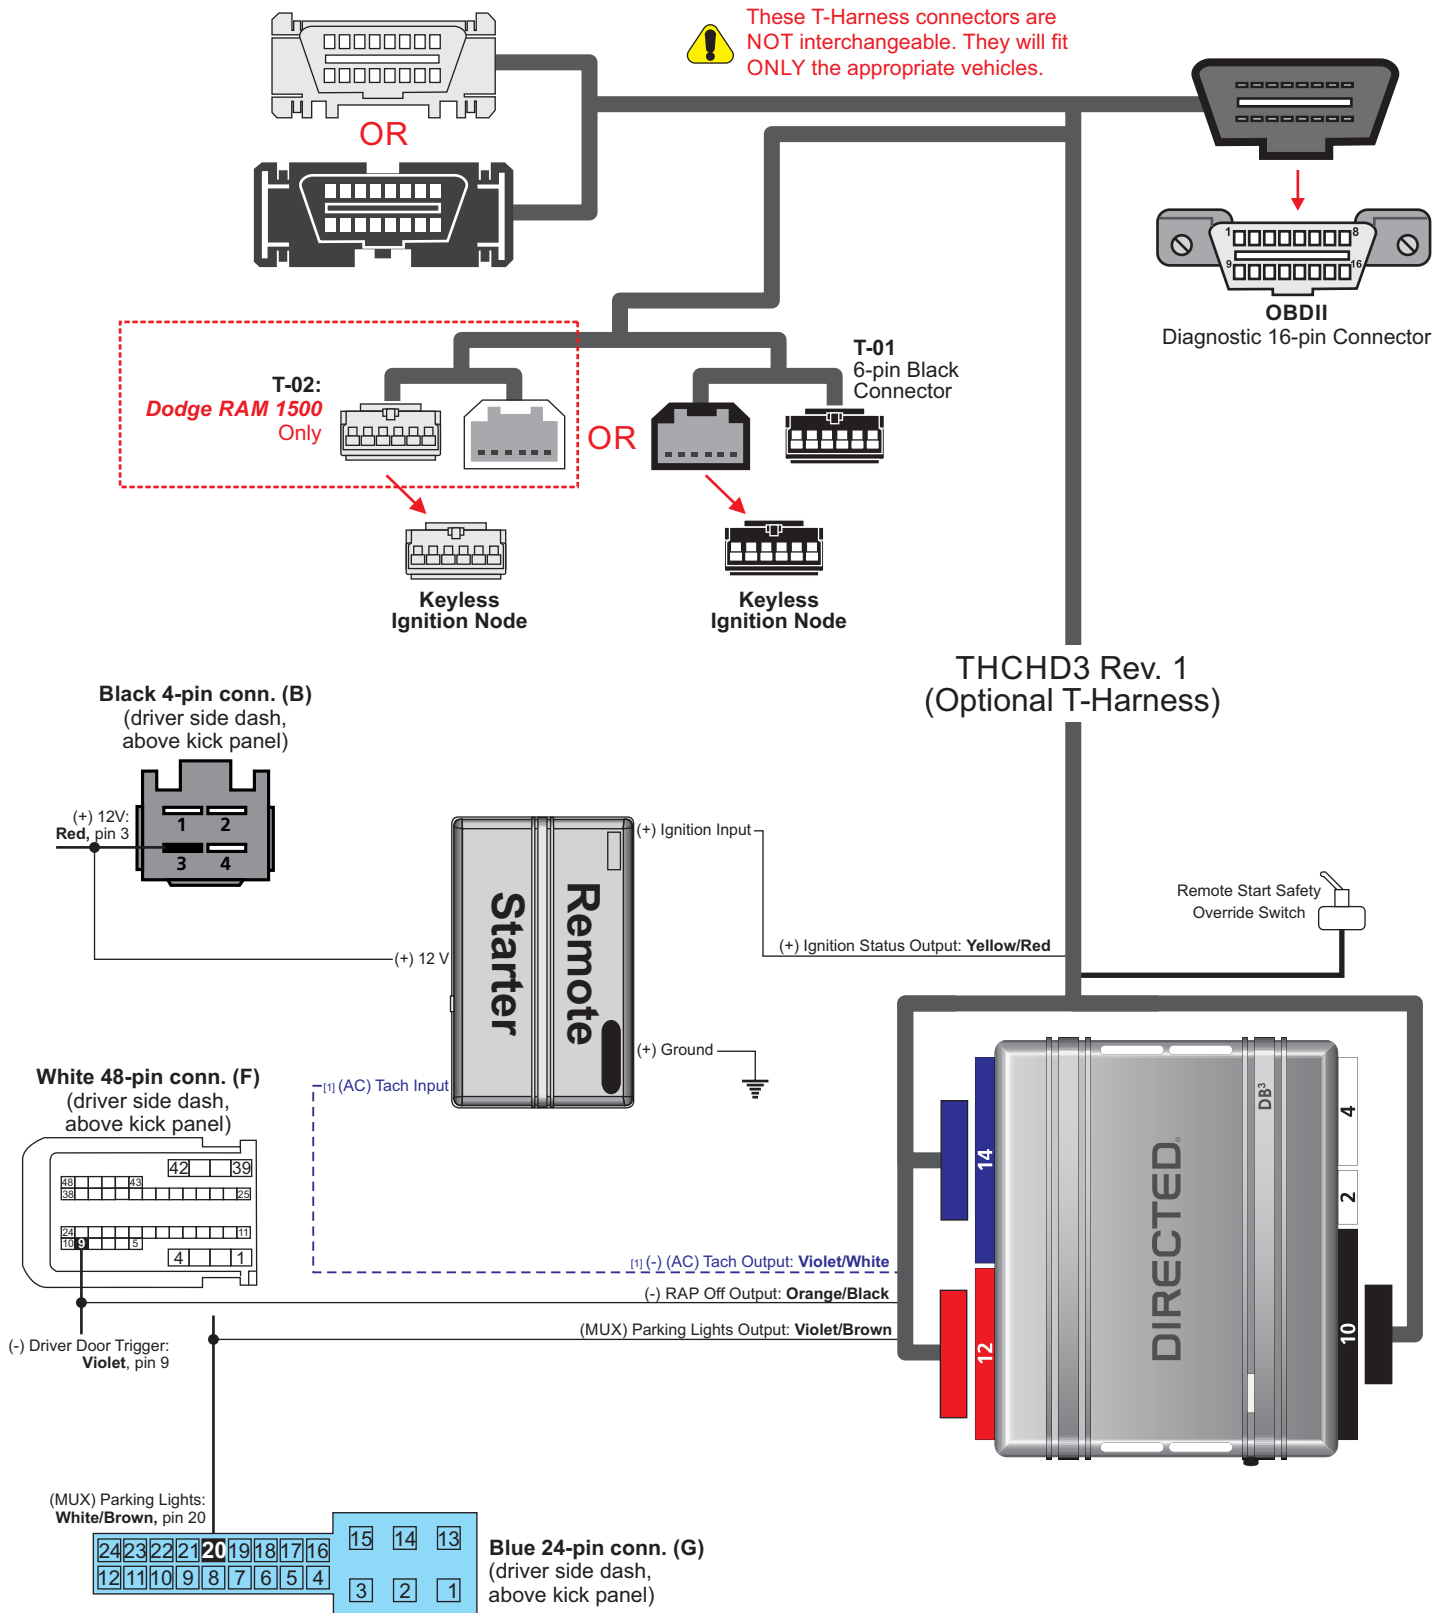 These T-Harness connectors are
NOT interchangeable. They will fit
ONLY the appropriate vehicles.
OR
1 8
9 16
OBDII
Diagnostic 16-pin Connector
T-01
6-pin Black
Connector
T-02:
Dodge RAM 1500
Only
OR
Keyless
Ignition Node
Keyless
Ignition Node
THCHD3 Rev. 1
(Optional T-Harness)
Black 4-pin conn. (B)
(driver side dash,
above kick panel)
(+) 12V:
Red, pin 3
1 2
3 4
(+) Ignition Input
Remote
Starter
(+) 12 V
(+) Ground
[1] (AC) Tach Input
Remote Start Safety
Override Switch
(+) Ignition Status Output: Yellow/Red
White 48-pin conn. (F)
(driver side dash,
above kick panel)
42 39
48 43
38 25
24 11
10 9 5
4 1
[1] (-) (AC) Tach Output: Violet/White
(-) RAP Off Output: Orange/Black
(MUX) Parking Lights Output: Violet/Brown
(-) Driver Door Trigger:
Violet, pin 9
14
12
DIRECTED®
DB3
4
2
10
(MUX) Parking Lights:
White/Brown, pin 20
24 23 22 21 20 19 18 17 16 15 14 13
12 11 10 9 8 7 6 5 4 3 2 1
Blue 24-pin conn. (G)
(driver side dash,
above kick panel)